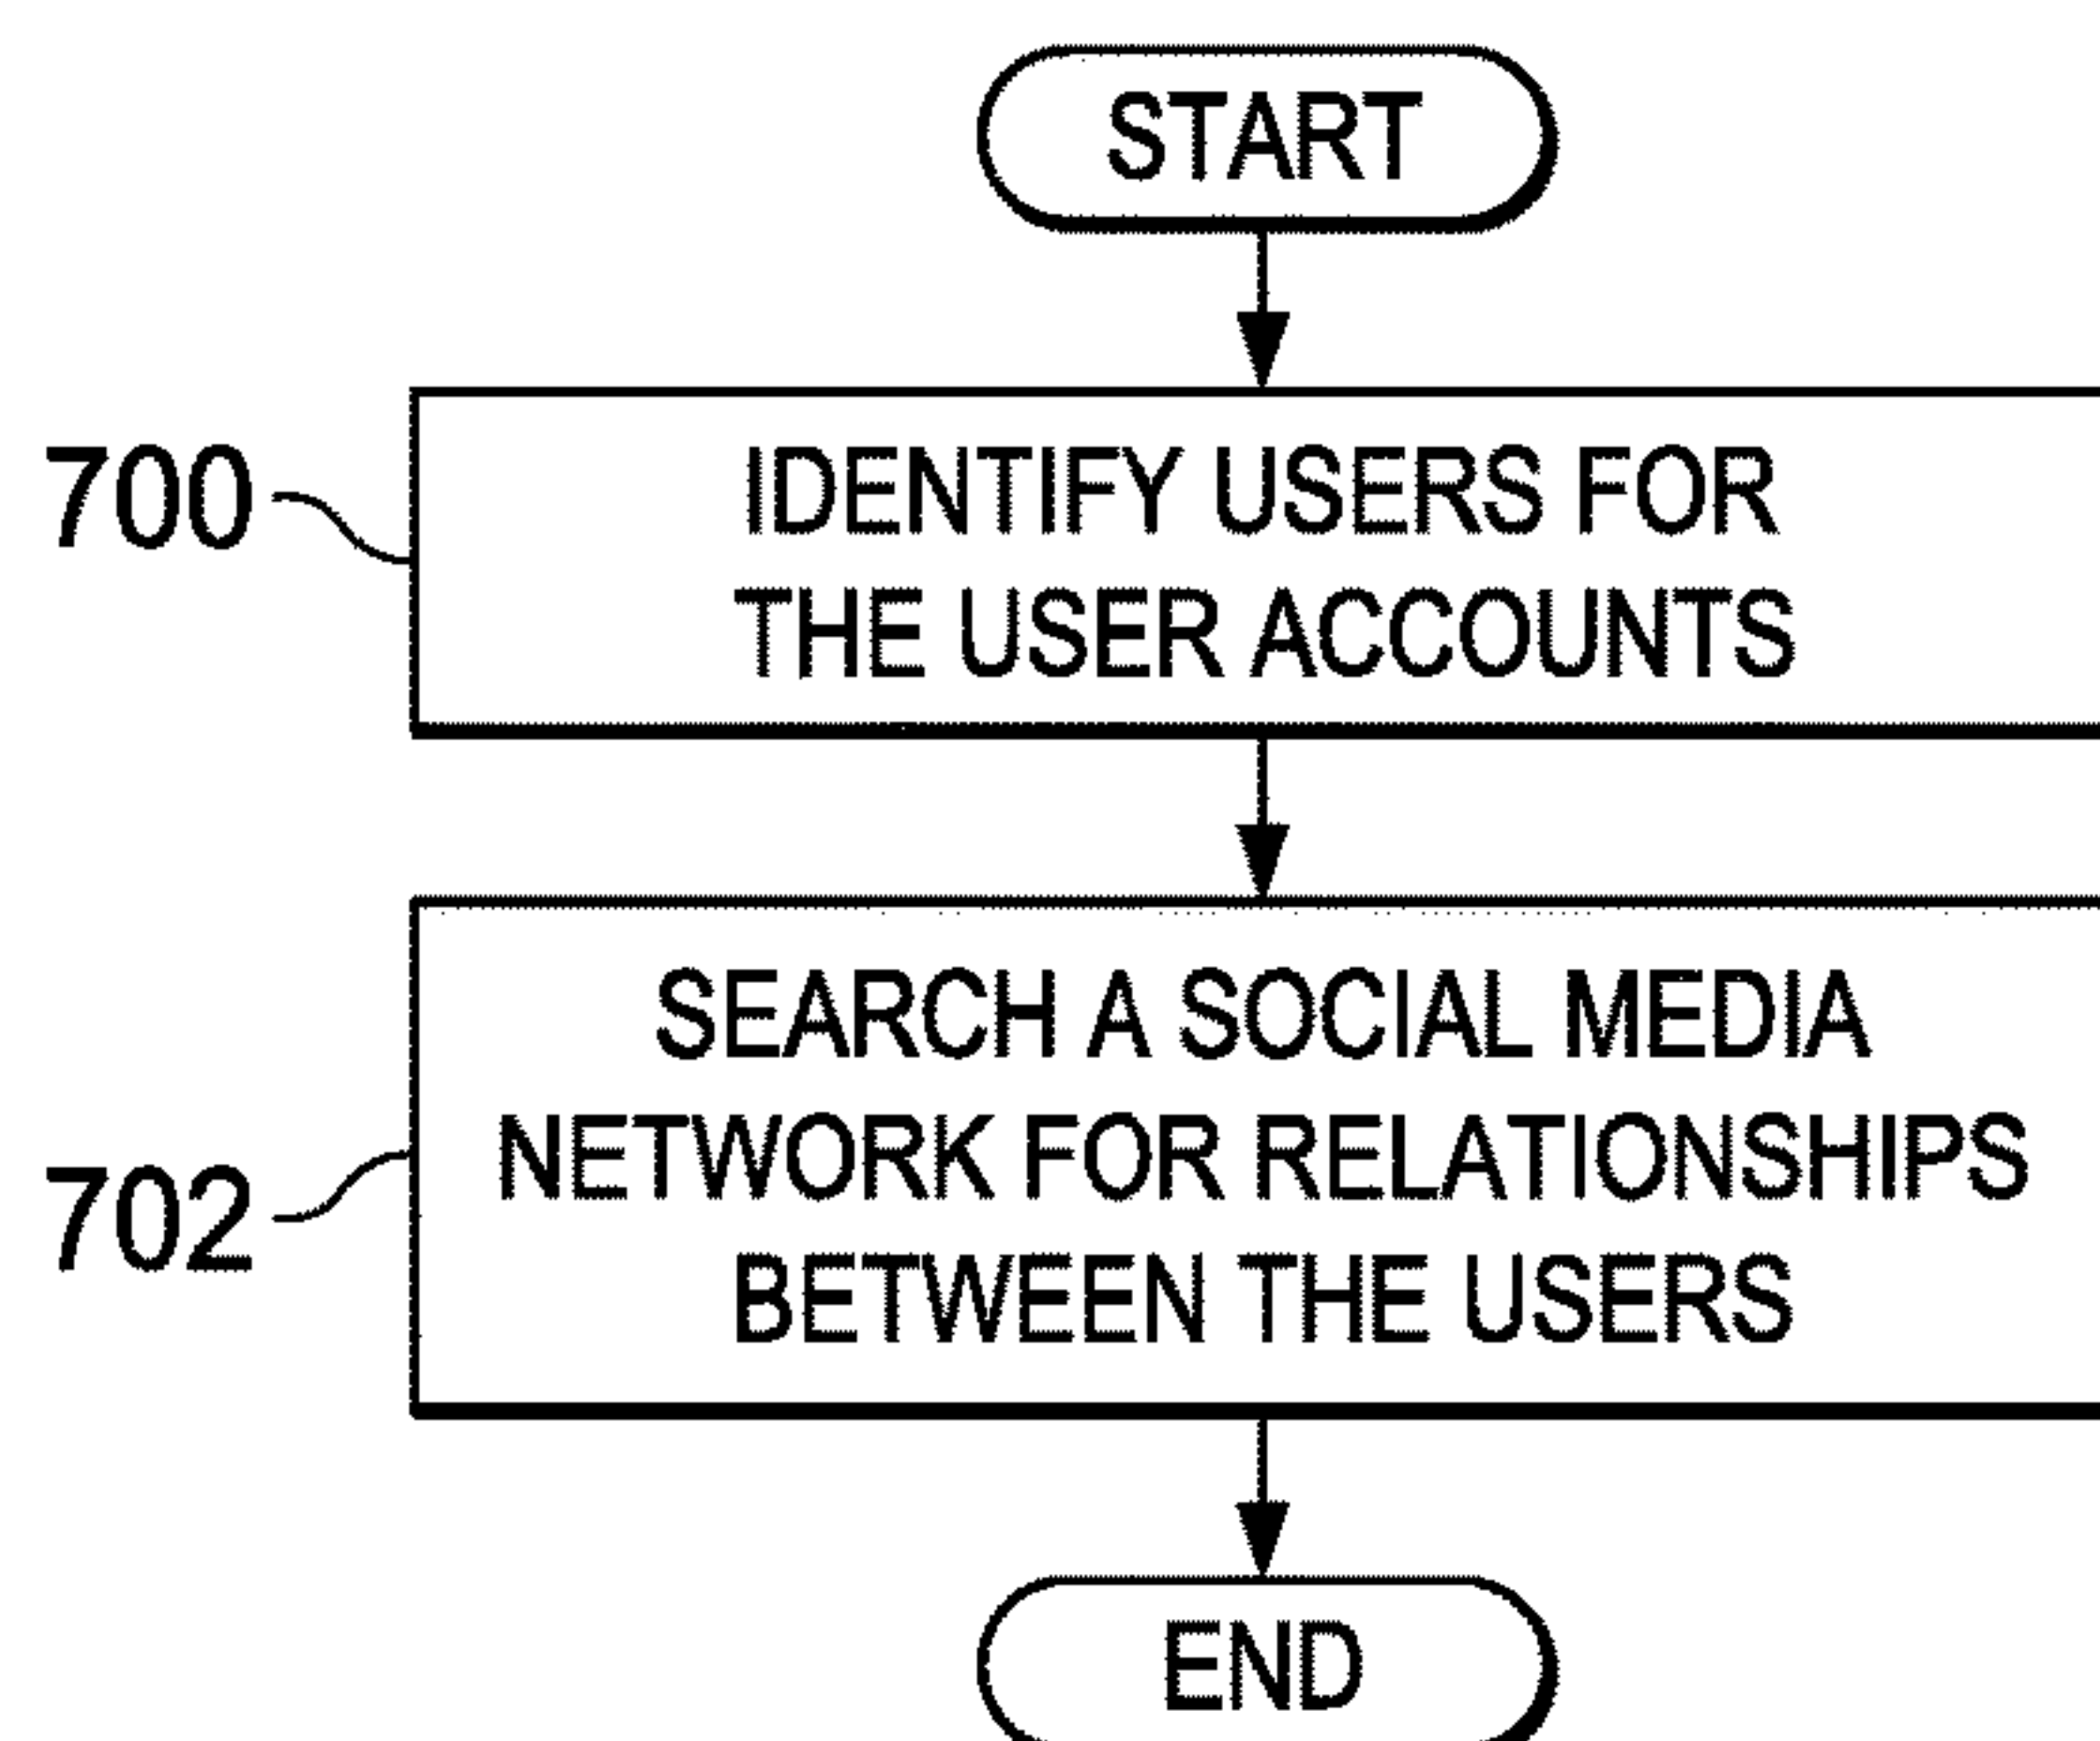 START
700
IDENTIFY USERS FOR
THE USER ACCOUNTS
SEARCH A SOCIAL MEDIA
702
NETWORK FOR RELATIONSHIPS
BETWEEN THE USERS
END